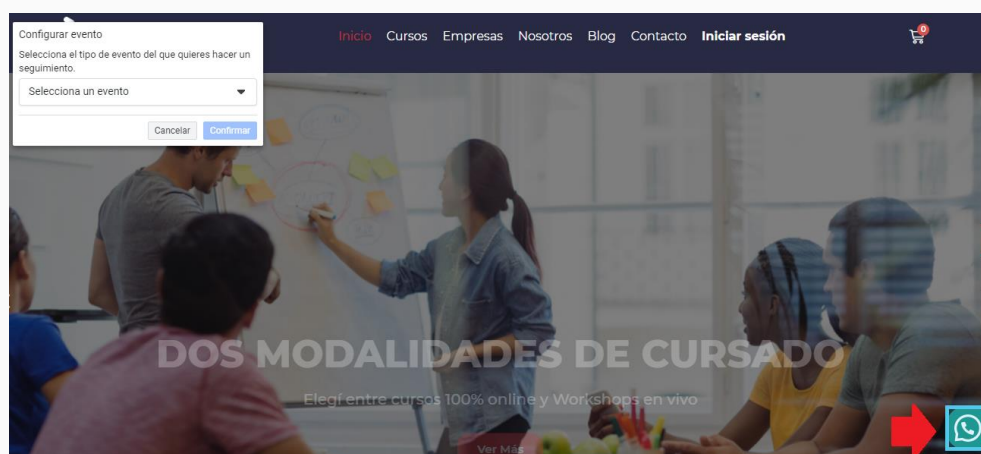 Configurar evento
Selecciona el tipo de evento del que quieres hacer un
seguimiento.
Selecciona un evento
Cancelar Confirmar
Inicio Cursos Empresas Nosotros Blog Contacto Iniciar sesión
0
DOS MODALIDADES DE CURSADO
Elegí entre cursos 100% online y Workshops en vivo
Ver Más